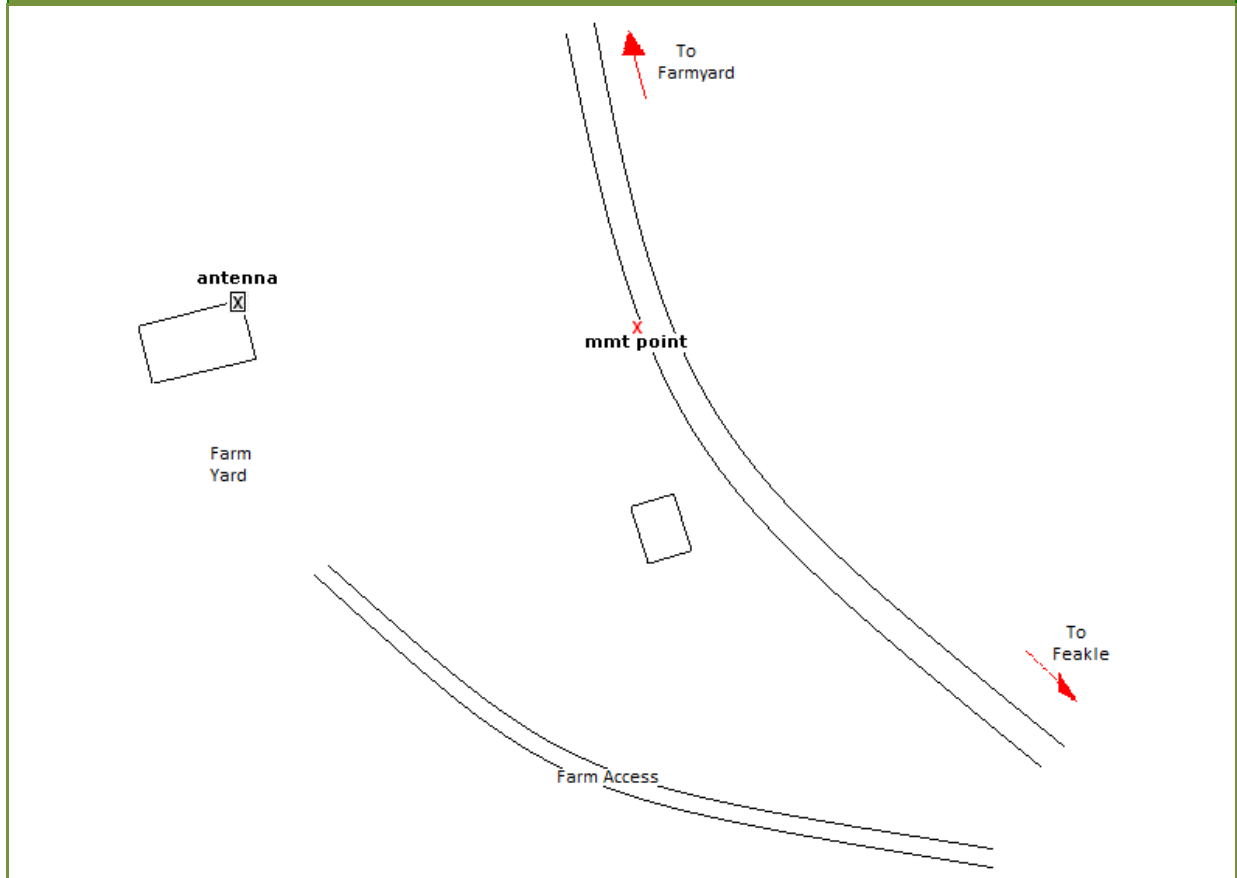 To
Farmyard
antenna
X
X
mmt point
Farm
Yard
To
Feakle
Farm Access